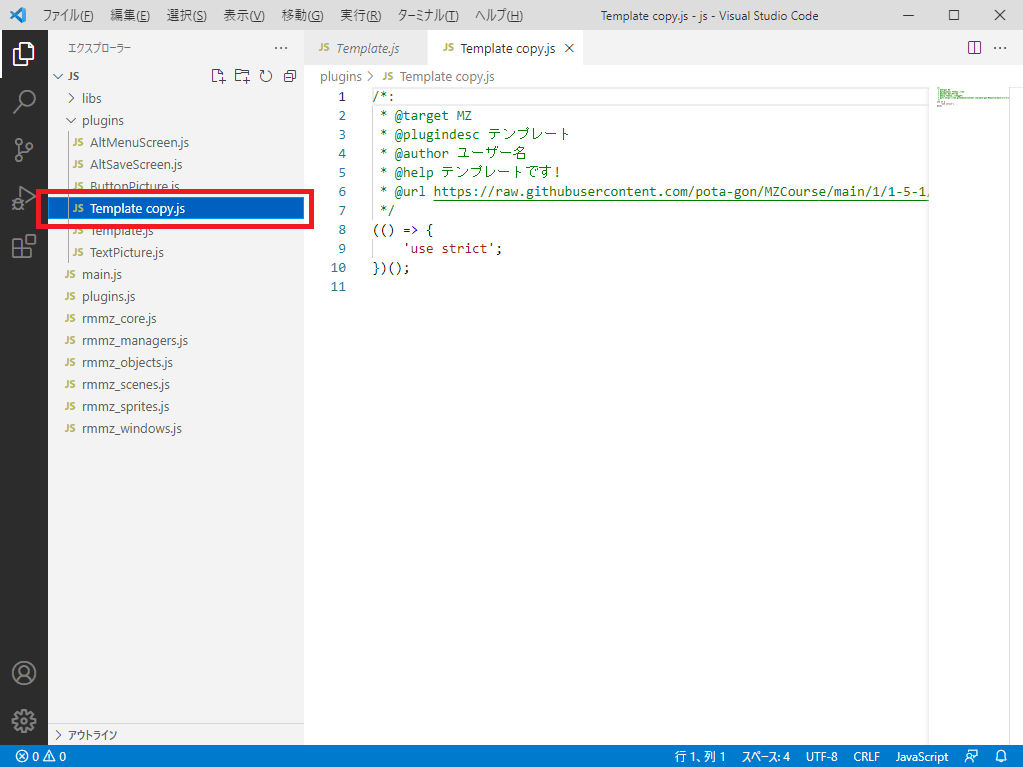 ファイル(F) 編集(E) 選択(S) 表示(V) 移動(G) 実行(R) ターミナル(T) ヘルプ(H) Template copy.js - js - Visual Studio Code
エクスプローラー
JS Template.js
JS Template copy.js
JS
plugins > JS Template copy.js
libs
plugins
JS AltMenuScreen.js
JS AltSaveScreen.js
JS ButtonPicture.js
JS Template copy.js
JS Template.js
JS TextPicture.js
JS main.js
JS plugins.js
JS rmmz_core.js
JS rmmz_managers.js
JS rmmz_objects.js
JS rmmz_scenes.js
JS rmmz_sprites.js
JS rmmz_windows.js
アウトライン
1 /*:
2 * @target MZ
3 * @plugindesc テンプレート
4 * @author ユーザー名
5 * @help テンプレートです!
6 * @url https://raw.githubusercontent.com/pota-gon/MZCourse/main/1/1-5-1/
7 */
8 (() => {
9 'use strict';
10 })();
11
0 0 行 1、列 1 スペース: 4 UTF-8 CRLF JavaScript